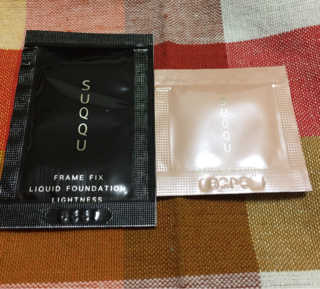 SUQQU
FRAME FIX
LIQUID FOUNDATION
LIGHTNESS
SUQQU